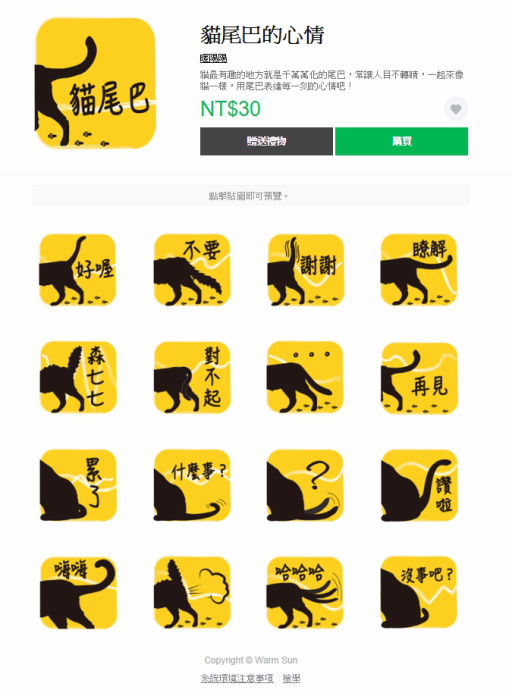 貓尾巴
貓尾巴的心情
暖陽陽
貓最有趣的地方就是千萬萬化的尾巴，常讓人目不轉睛，一起來像
貓一樣，用尾巴表達每一刻的心情吧！
NT$30
贈送禮物 購買
點擊貼圖即可預覽。
好喔 不要 謝謝 瞭解
森七七 對不起 。。。 再見
累了 什麼事？ ? 讚啦
嗨嗨 哈哈哈 沒事吧？
Copyright © Warm Sun
系統環境注意事項 檢舉